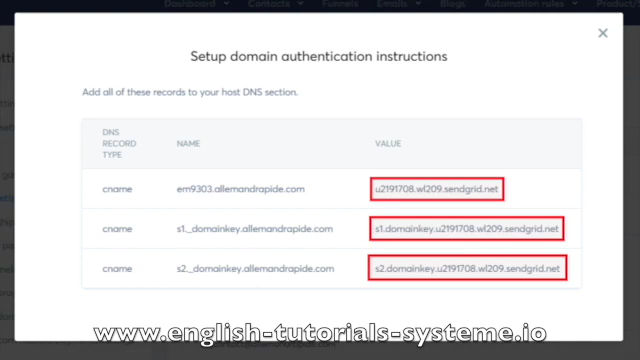 Dashboard Contacts Funnels Emails Blogs Automation rules
Setup domain authentication instructions
Add all of these records to your host DNS section.
DNS RECORD TYPE NAME VALUE
cname em9303.allemandrapide.com u2191708.wl209.sendgrid.net
cname s1._domainkey.allemandrapide.com s1.domainkey.u2191708.wl209.sendgrid.net
cname s2._domainkey.allemandrapide.com s2.domainkey.u2191708.wl209.sendgrid.net
www.english-tutorials-systeme.io